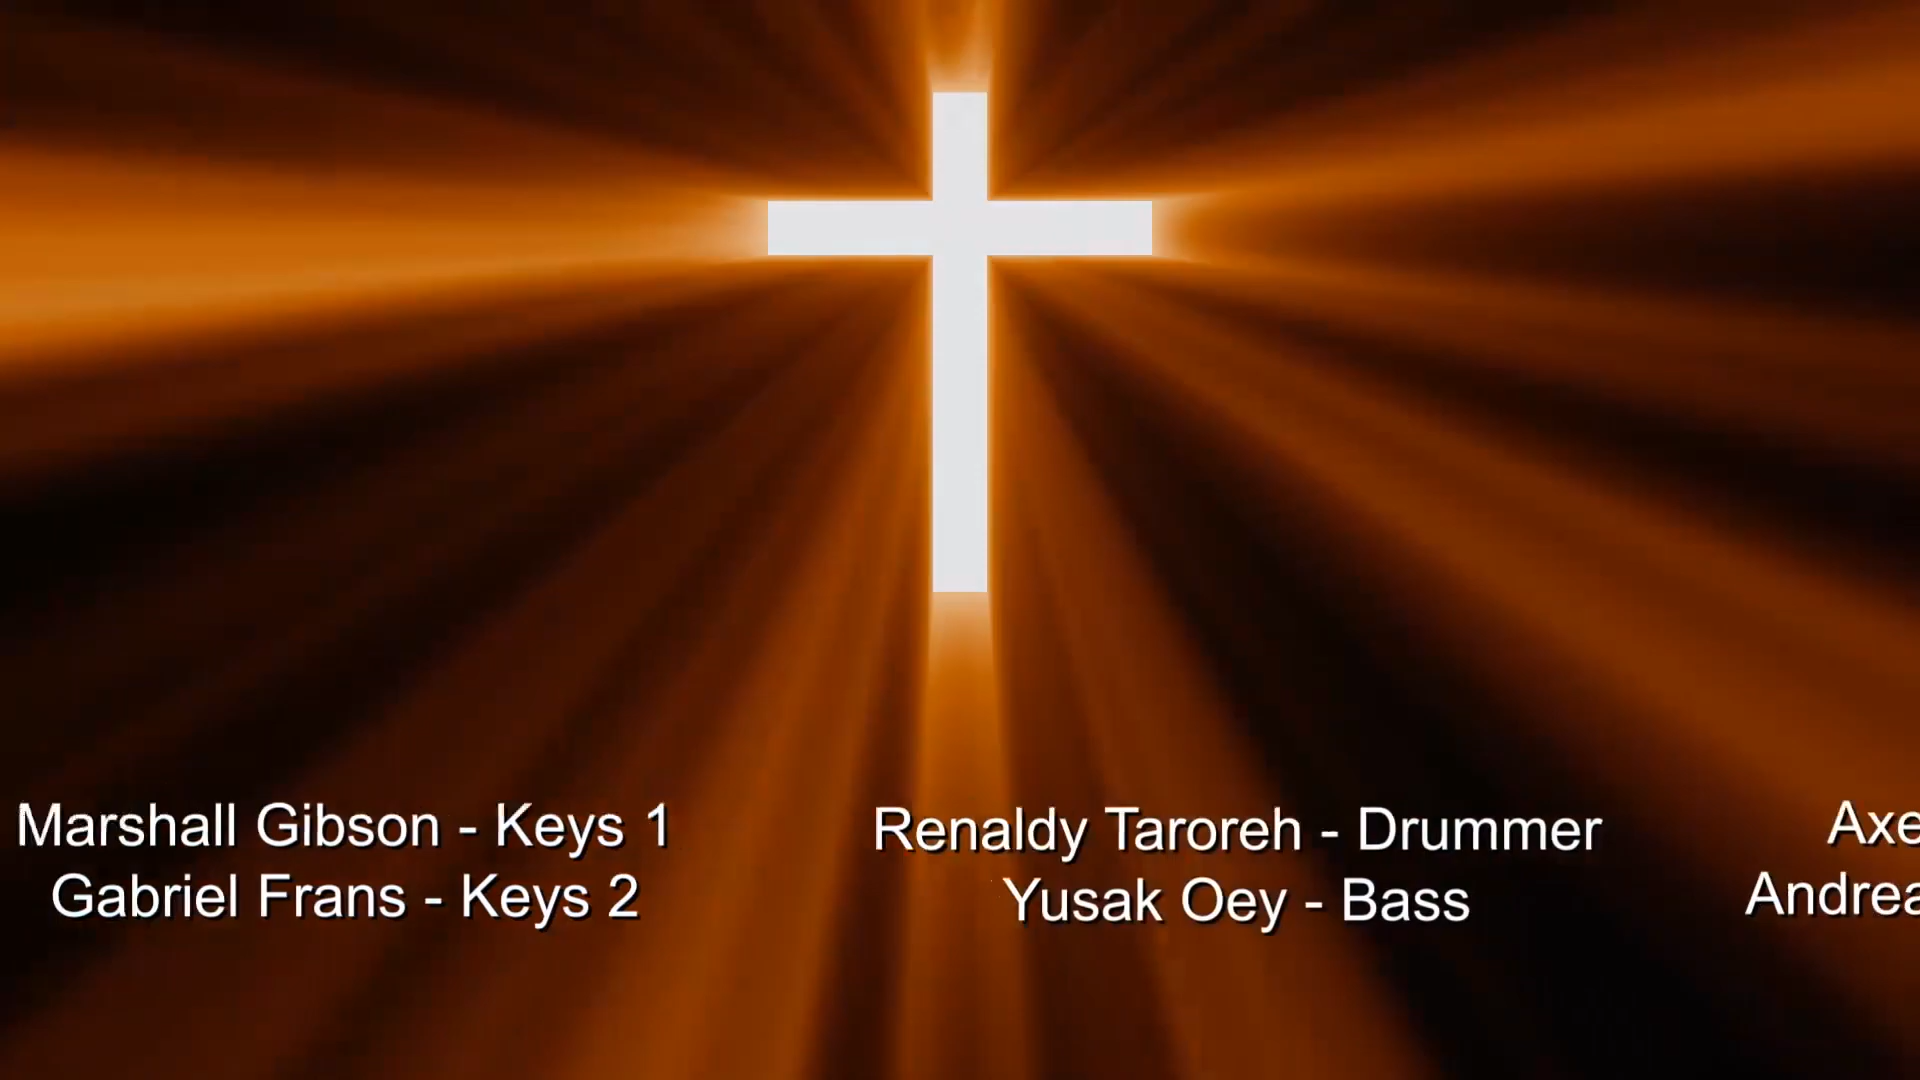 Marshall Gibson - Keys 1
Gabriel Frans - Keys 2
Renaldy Taroreh - Drummer
Yusak Oey - Bass